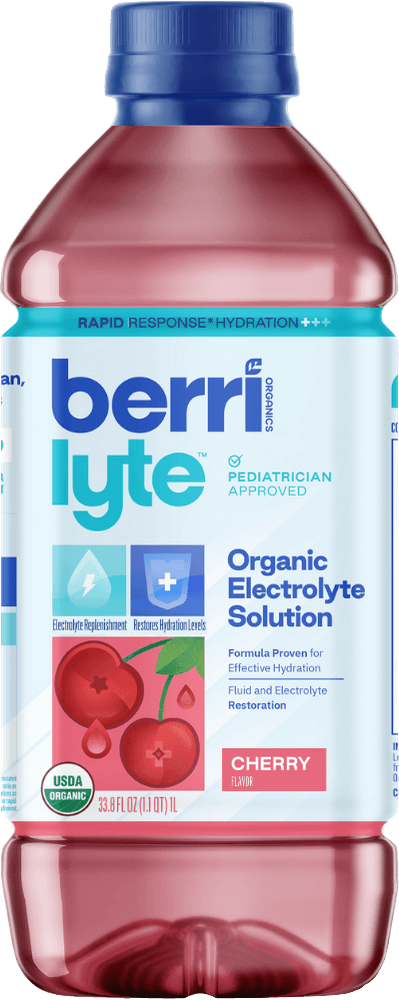 RAPID RESPONSE* HYDRATION +++
berri
ORGANICS
lyte™
PEDIATRICIAN
APPROVED
Electrolyte Replenishment
Restores Hydration Levels
Organic
Electrolyte
Solution
Formula Proven for
Effective Hydration
Fluid and Electrolyte
Restoration
CHERRY
FLAVOR
USDA
ORGANIC
33.8 FL OZ (1.1 QT) 1L